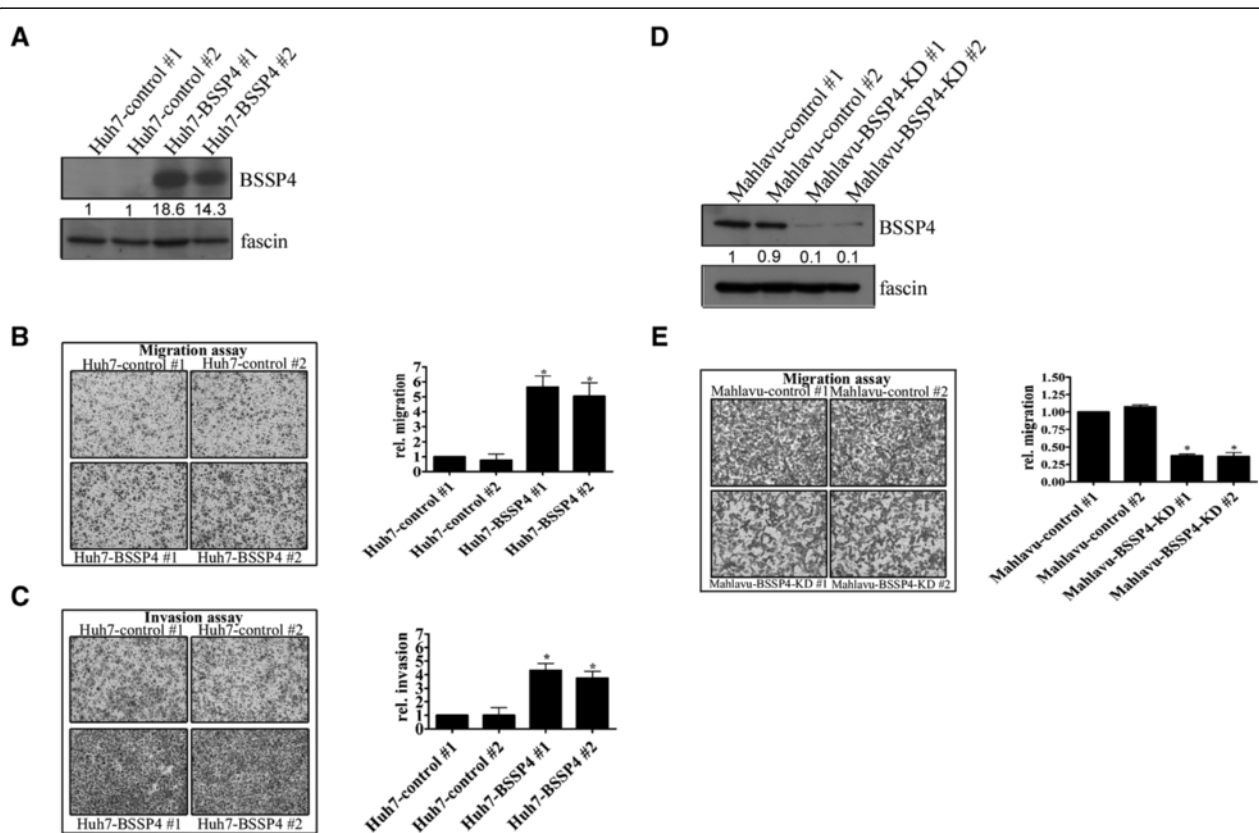 A
Huh7-control #1
Huh7-control #2
Huh7-BSSP4 #1
Huh7-BSSP4 #2
BSSP4
1 1 18.6 14.3
fascin
B
Migration assay
Huh7-control #1 Huh7-control #2
Huh7-BSSP4 #1 Huh7-BSSP4 #2
rel. migration
7
6
5
4
3
2
1
0
Huh7-control #1
Huh7-control #2
Huh7-BSSP4 #1
Huh7-BSSP4 #2
* *
C
Invasion assay
Huh7-control #1 Huh7-control #2
Huh7-BSSP4 #1 Huh7-BSSP4 #2
rel. invasion
7
6
5
4
3
2
1
0
Huh7-control #1
Huh7-control #2
Huh7-BSSP4 #1
Huh7-BSSP4 #2
* *
D
Mahlavu-control #1
Mahlavu-control #2
Mahlavu-BSSP4-KD #1
Mahlavu-BSSP4-KD #2
BSSP4
1 0.9 0.1 0.1
fascin
E
Migration assay
Mahlavu-control #1 Mahlavu-control #2
Mahlavu-BSSP4-KD #1 Mahlavu-BSSP4-KD #2
rel. migration
1.50
1.25
1.00
0.75
0.50
0.25
0.00
Mahlavu-control #1
Mahlavu-control #2
Mahlavu-BSSP4-KD #1
Mahlavu-BSSP4-KD #2
* *